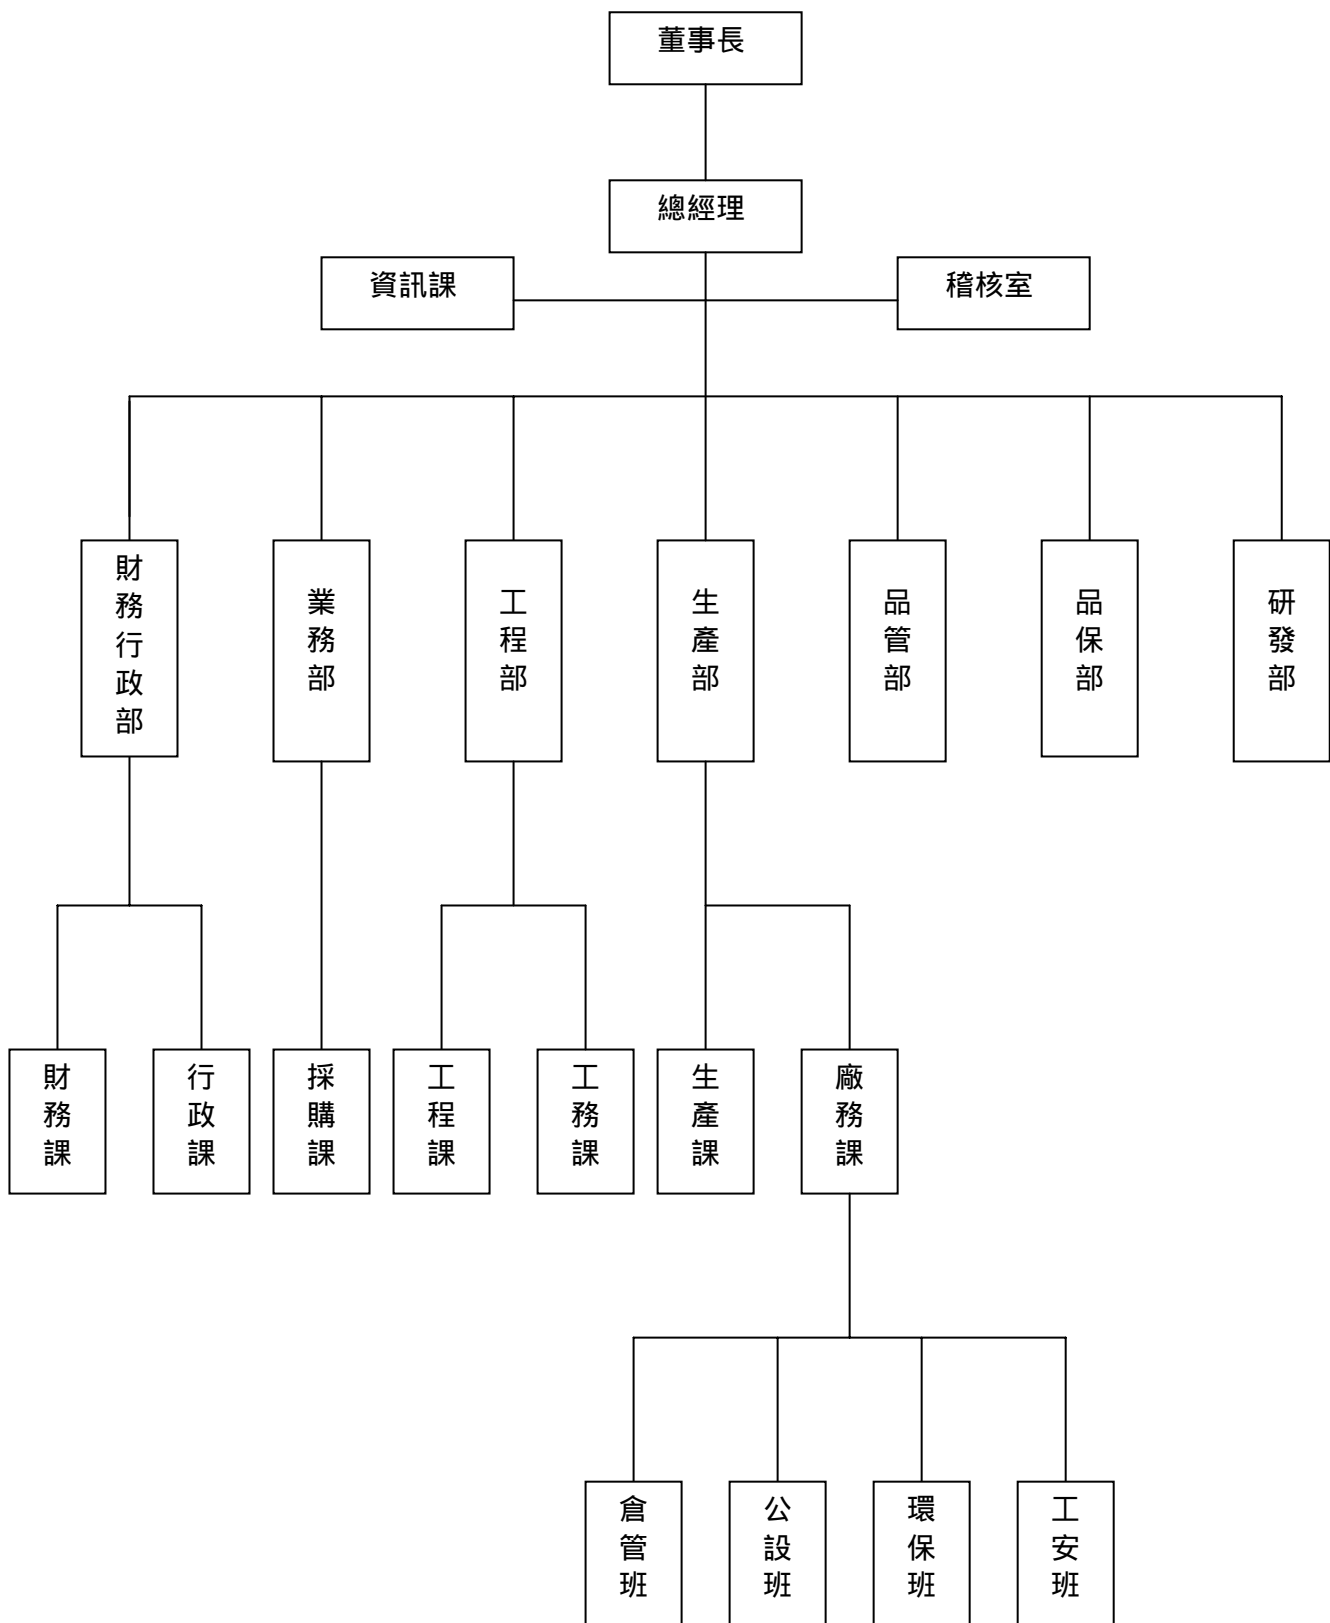 董事長
總經理
資訊課
稽核室
財務行政部
業務部
工程部
生產部
品管部
品保部
研發部
財務課
行政課
採購課
工程課
工務課
生產課
廠務課
倉管班
公設班
環保班
工安班